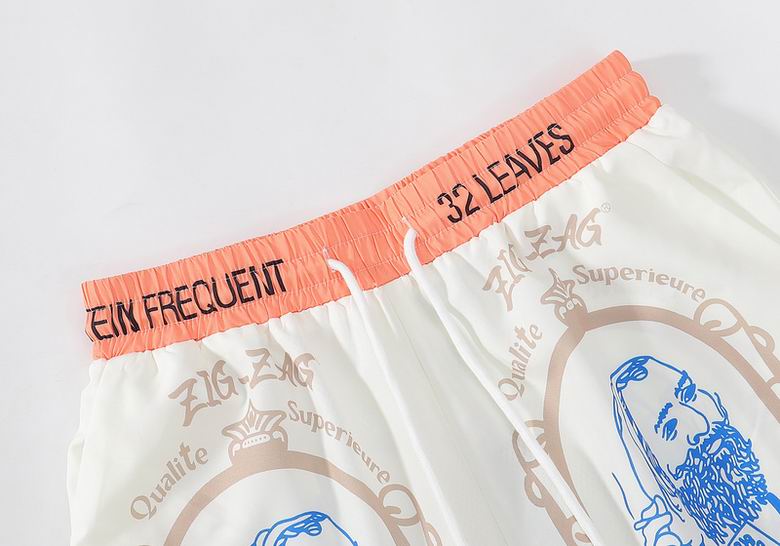 EIN FREQUENT
32 LEAVES
ZIG-ZAG
Qualite Superieure
ZIG-ZAG®
Qualite Superieure